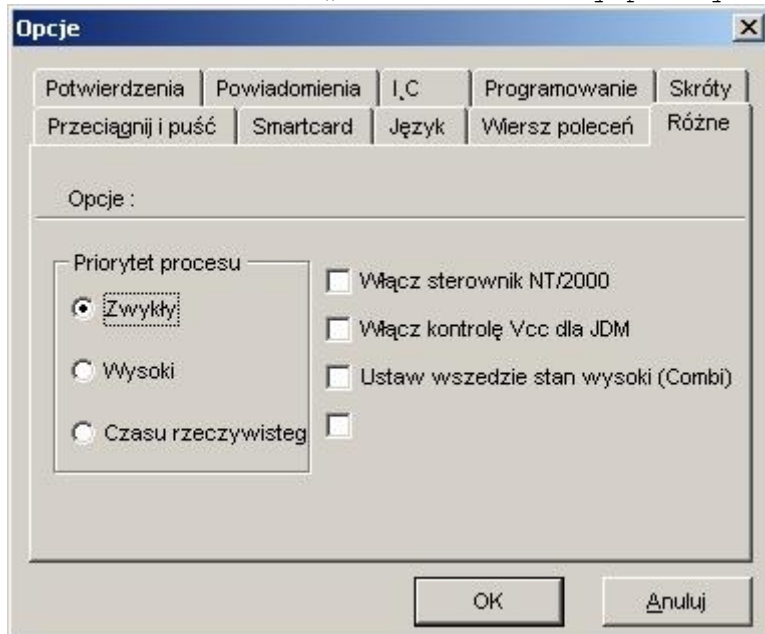 Opcje
Potwierdzenia Powiadomienia I¸C Programowanie Skróty
Przeciągnij i puść Smartcard Język Wiersz poleceń Różne
Opcje :
Priorytet procesu
Zwykły
Wysoki
Czasu rzeczywisteg
Włącz sterownik NT/2000
Włącz kontrolę Vcc dla JDM
Ustaw wszedzie stan wysoki (Combi)
OK Anuluj